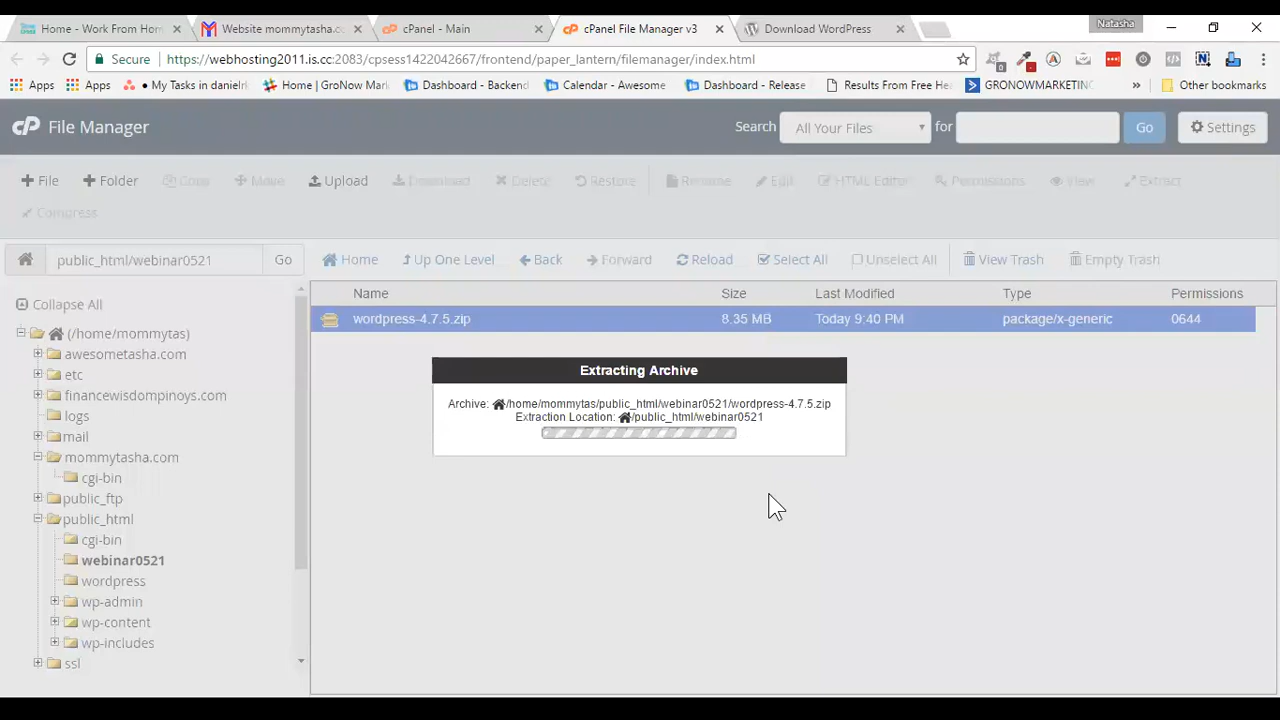 Home - Work From Hom
Website mommytasha.co
cPanel - Main
cPanel File Manager v3
Download WordPress
Natasha
Secure
https://webhosting2011.is.cc:2083/cpsess1422042667/frontend/paper_lantern/filemanager/index.html
Apps
Apps
My Tasks in danielrk
Home | GroNow Mark
Dashboard - Backend
Calendar - Awesome
Dashboard - Release
Results From Free Hea
GRONOWMARKETING
»
Other bookmarks
cP File Manager
Search
All Your Files
for
Go
Settings
File
Folder
Copy
Move
Upload
Download
Delete
Restore
Rename
Edit
HTML Editor
Permissions
View
Extract
Compress
public_html/webinar0521
Go
Home
Up One Level
Back
Forward
Reload
Select All
Unselect All
View Trash
Empty Trash
Collapse All
(/home/mommytas)
awesometasha.com
etc
financewisdompinoys.com
logs
mail
mommytasha.com
cgi-bin
public_ftp
public_html
cgi-bin
webinar0521
wordpress
wp-admin
wp-content
wp-includes
ssl
Name Size Last Modified Type Permissions
wordpress-4.7.5.zip 8.35 MB Today 9:40 PM package/x-generic 0644
Extracting Archive
Archive: /home/mommytas/public_html/webinar0521/wordpress-4.7.5.zip
Extraction Location: /public_html/webinar0521